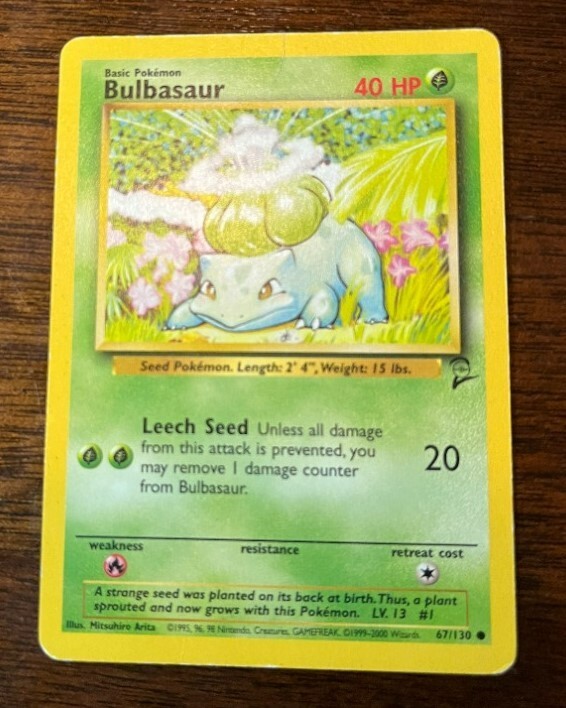 Basic Pokémon
Bulbasaur
40 HP
Seed Pokémon. Length: 2' 4", Weight: 15 lbs.
Leech Seed Unless all damage
from this attack is prevented, you
may remove 1 damage counter
from Bulbasaur.
20
weakness
resistance
retreat cost
A strange seed was planted on its back at birth. Thus, a plant
sprouted and now grows with this Pokémon. LV. 13 #1
Illus. Mitsuhiro Arita ©1995, 96, 98 Nintendo, Creatures, GAMEFREAK. ©1999-2000 Wizards. 67/130